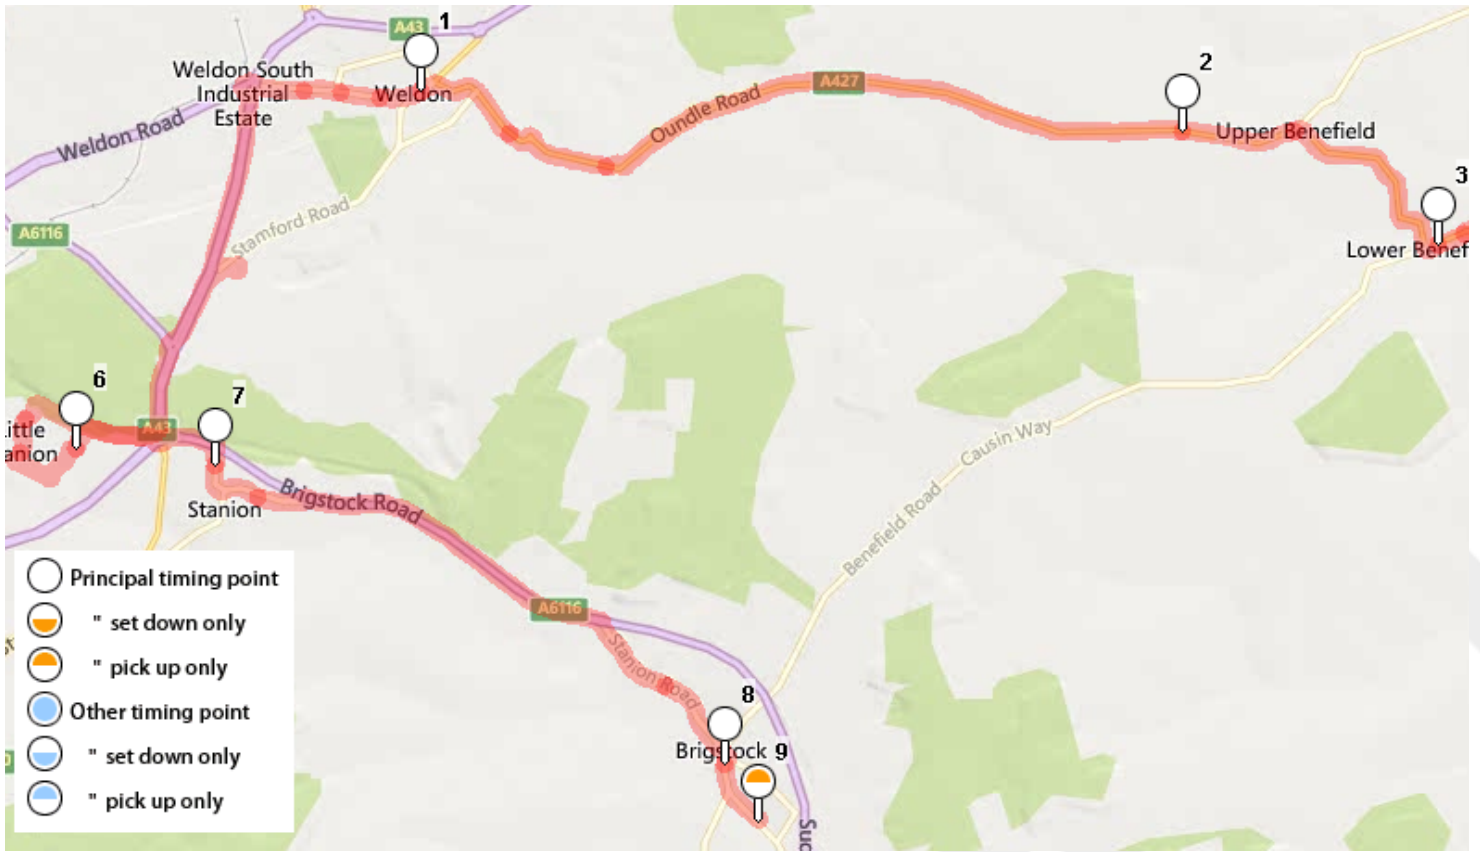 A43
1
Weldon South
Industrial
Estate
Weldon
Weldon Road
Oundle Road
A427
2
Upper Benefield
3
Lower Benef
Stamford Road
A6116
6
7
A43
ittle
anion
Stanion
Brigstock Road
Causin Way
Benefield Road
A6116
Stanion Road
8
Brigstock
9
Suc
Principal timing point
" set down only
" pick up only
Other timing point
" set down only
" pick up only